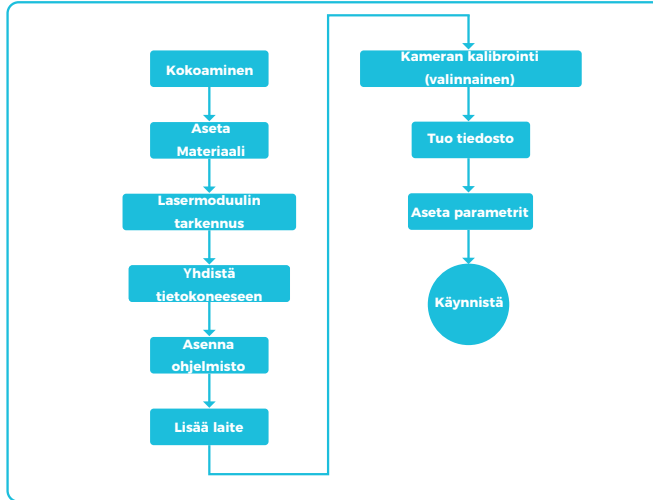 Kokoaminen
Aseta
Materiaali
Lasermoduulin
tarkennus
Yhdistä
tietokoneeseen
Asenna
ohjelmisto
Lisää laite
Kameran kalibrointi
(valinnainen)
Tuo tiedosto
Aseta parametrit
Käynnistä